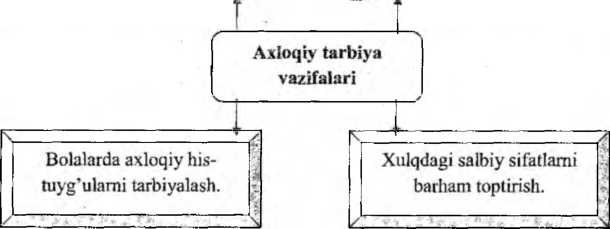 Axloqiy tarbiya
vazifalari
Bolalarda axloqiy his-
tuyg'ularni tarbiyalash.
Xulqdagi salbiy sifatlarni
barham toptirish.